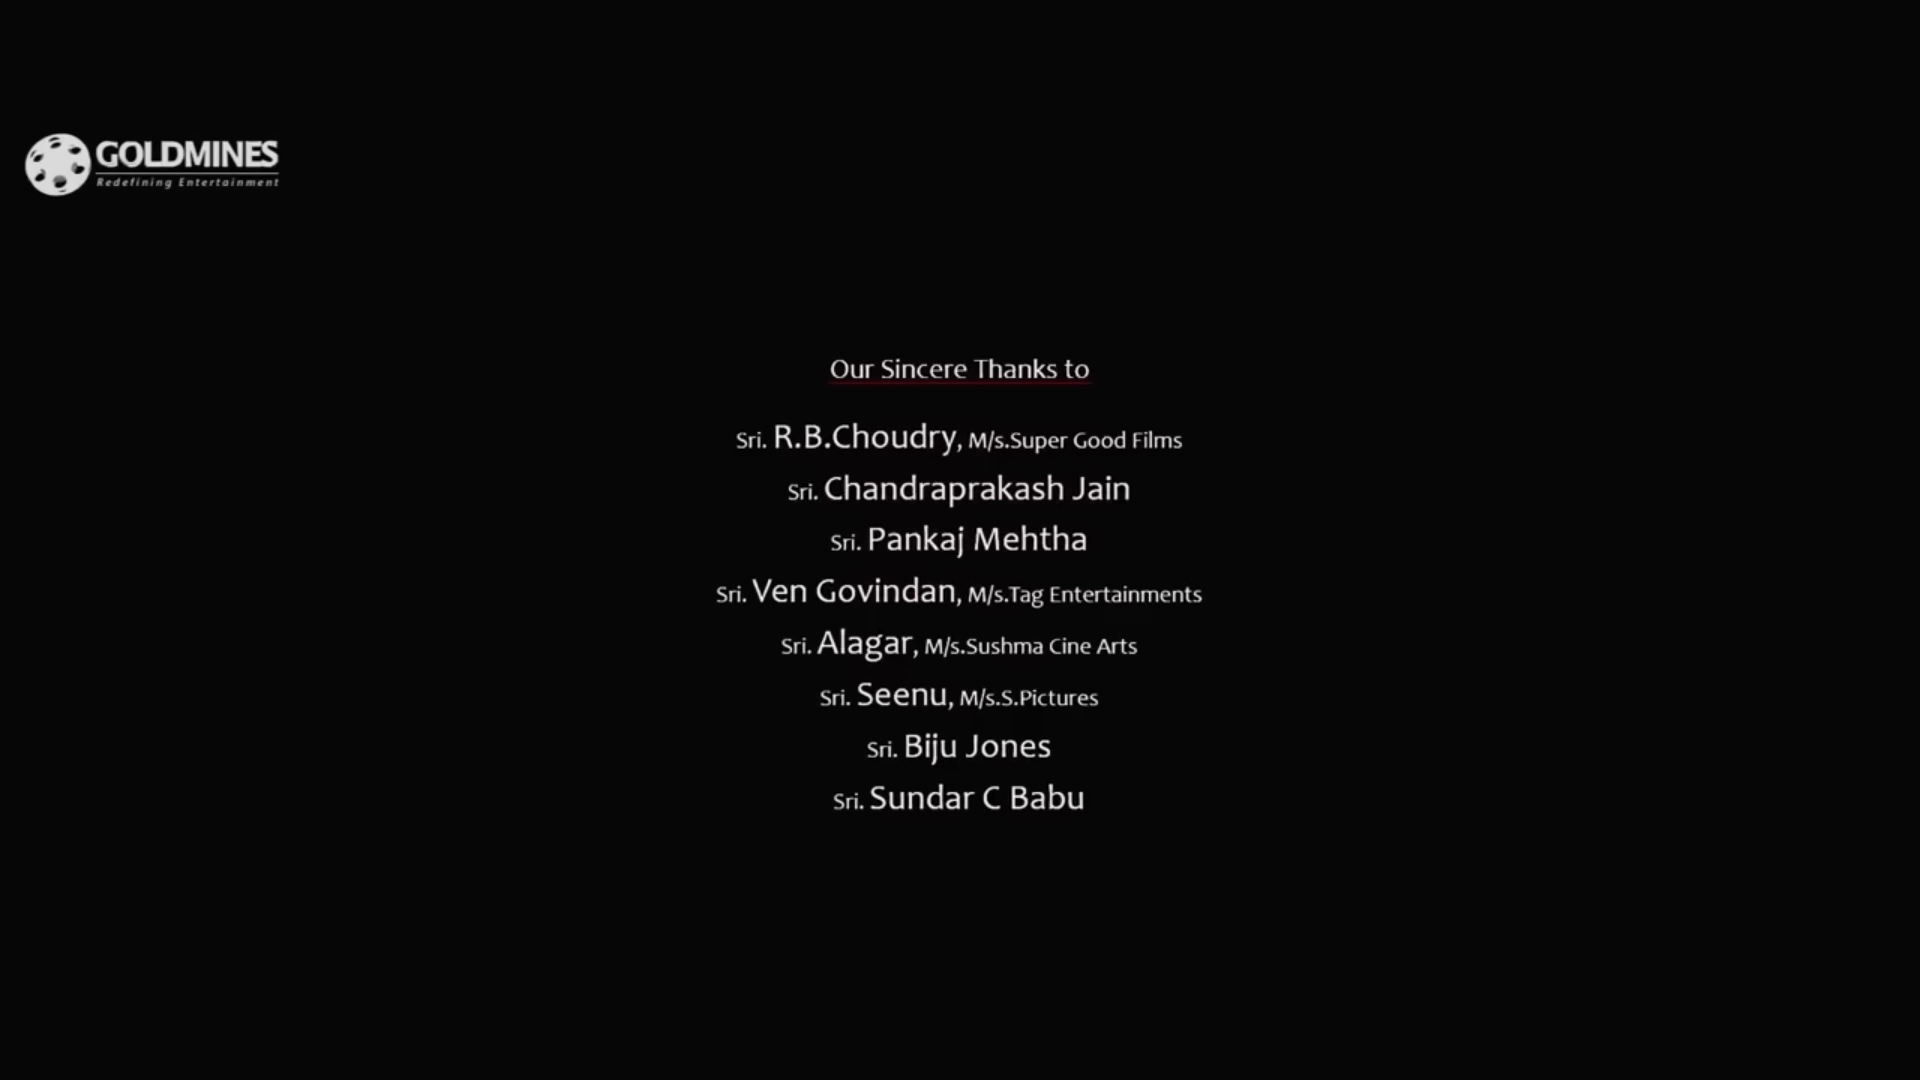 GOLDMINES
Redefining Entertainment
Our Sincere Thanks to
Sri. R.B.Choudry, M/s.Super Good Films
Sri. Chandraprakash Jain
Sri. Pankaj Mehtha
Sri. Ven Govindan, M/s.Tag Entertainments
Sri. Alagar, M/s.Sushma Cine Arts
Sri. Seenu, M/s.S.Pictures
Sri. Biju Jones
Sri. Sundar C Babu